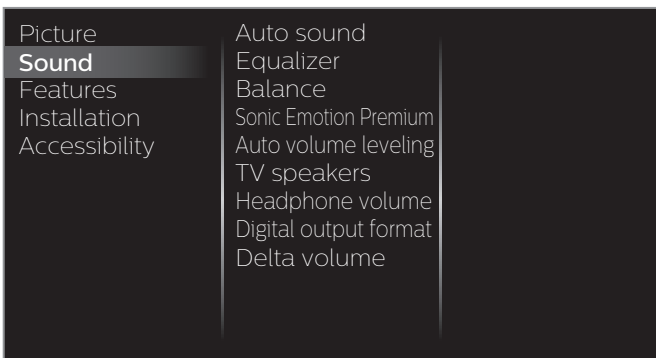 Picture
Sound
Features
Installation
Accessibility
Auto sound
Equalizer
Balance
Sonic Emotion Premium
Auto volume leveling
TV speakers
Headphone volume
Digital output format
Delta volume